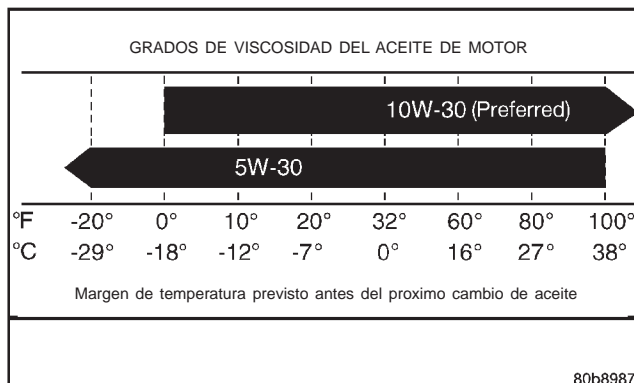 GRADOS DE VISCOSIDAD DEL ACEITE DE MOTOR
10W-30 (Preferred)
5W-30
°F -20° 0° 10° 20° 32° 60° 80° 100°
°C -29° -18° -12° -7° 0° 16° 27° 38°
Margen de temperatura previsto antes del proximo cambio de aceite
80b8987